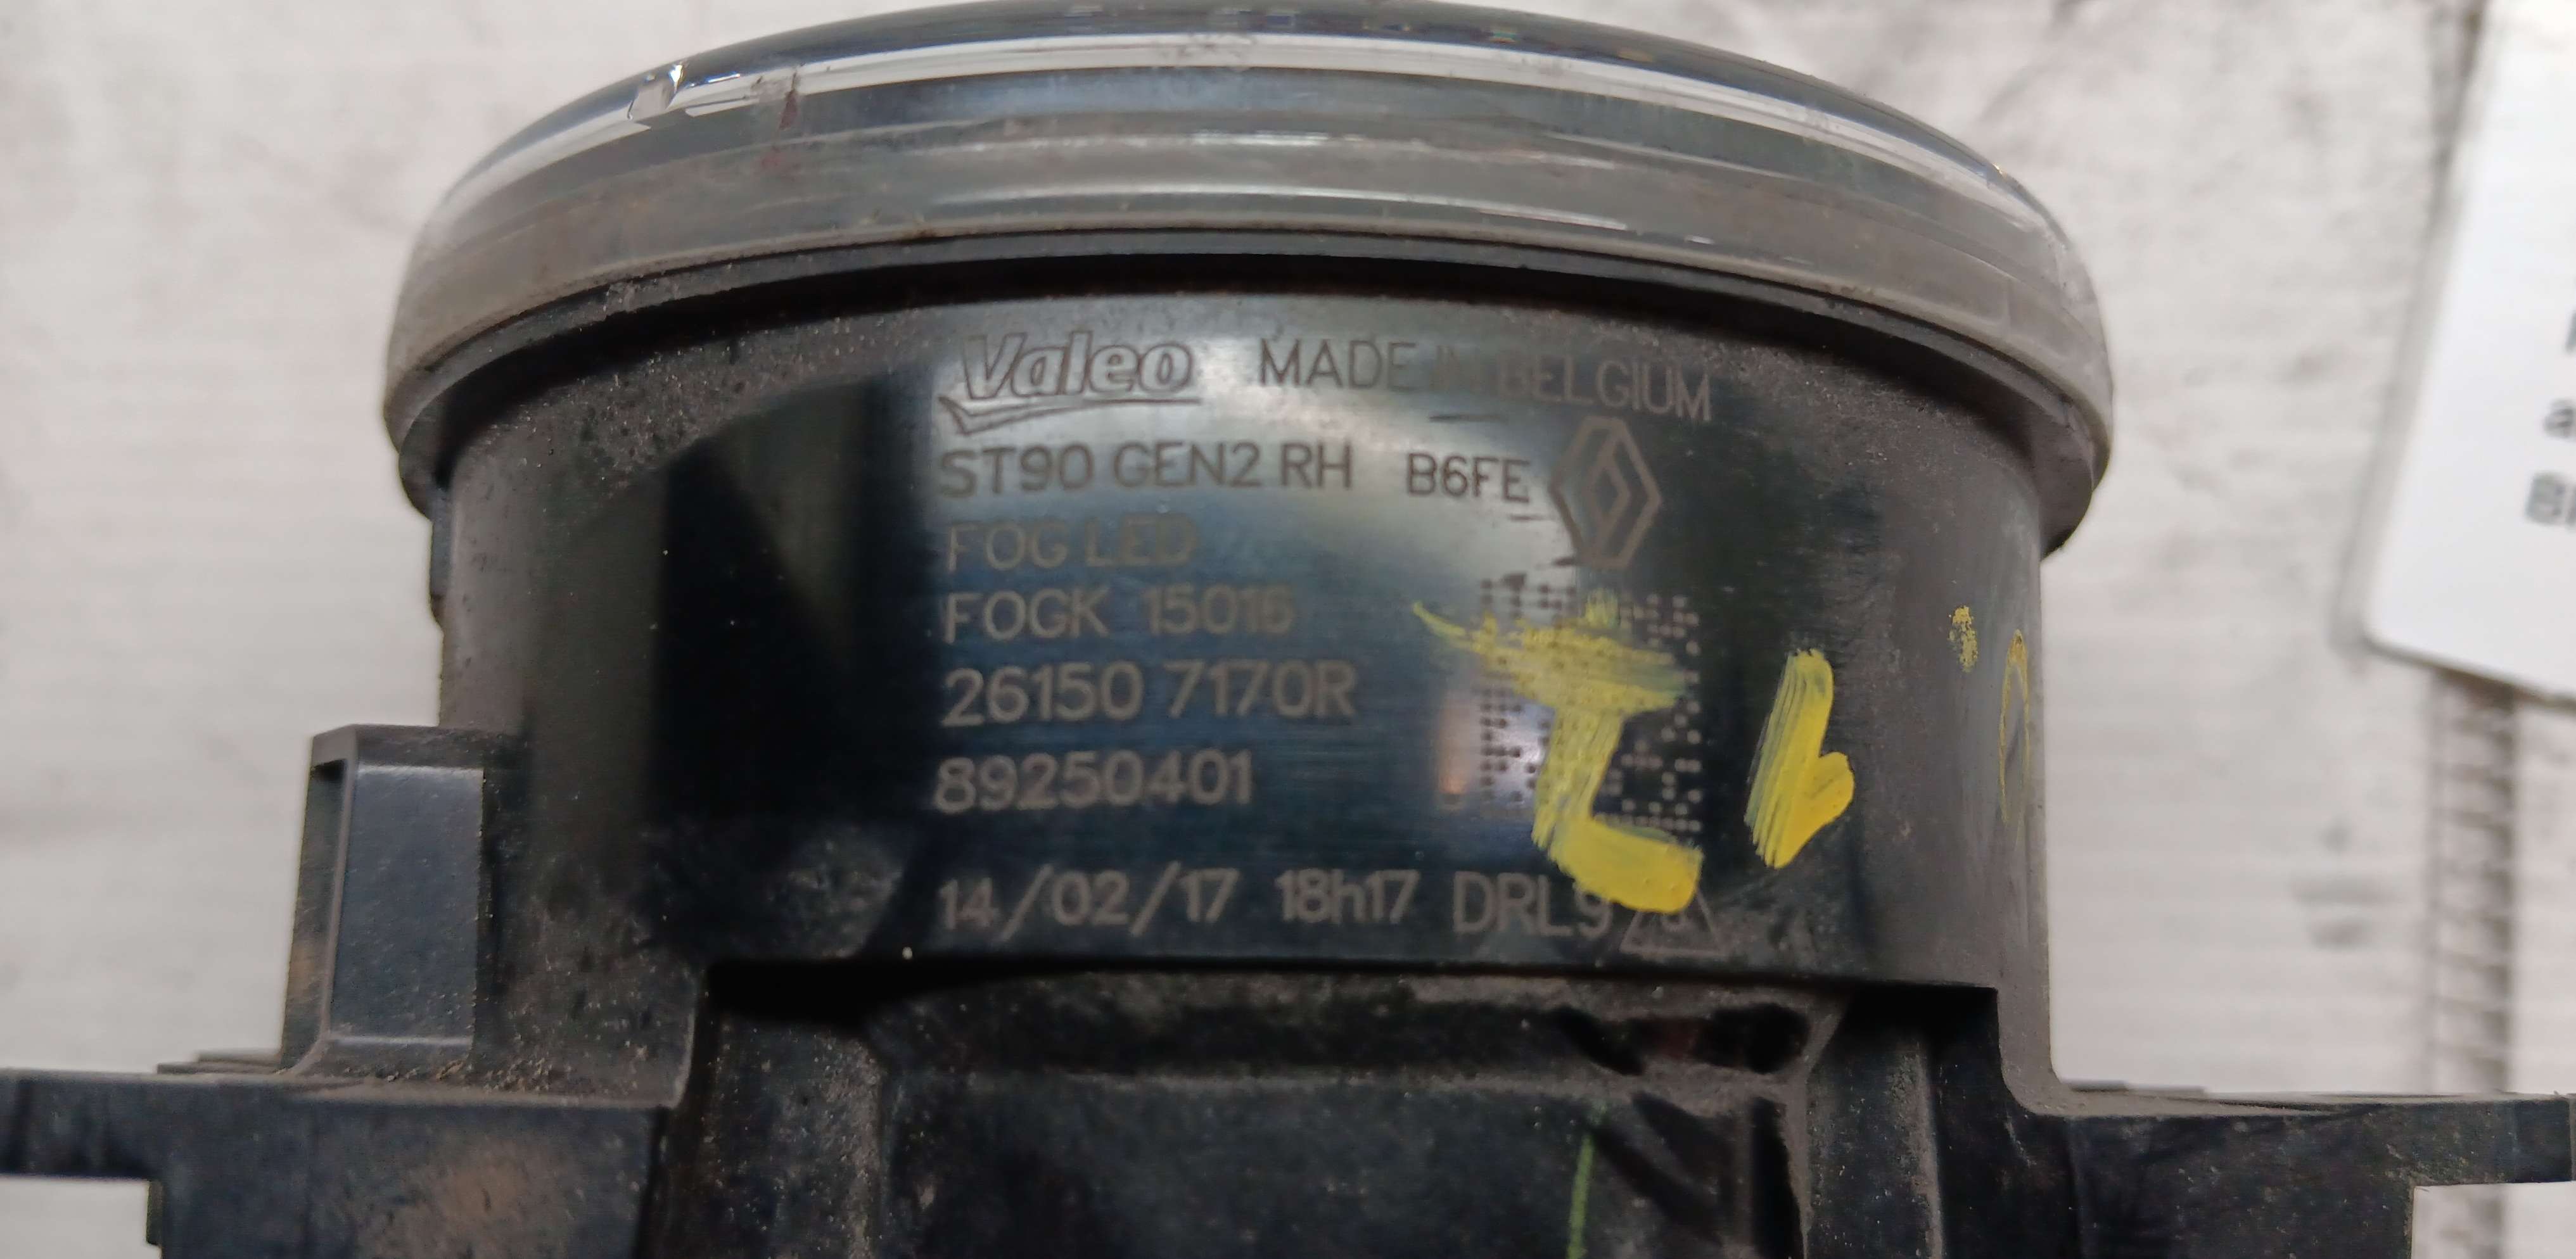 Valeo MADE IN BELGIUM
ST90 GEN2 RH B6FE
FOG LED
FOGK 15016
26150 7170R
89250401
14/02/17 18h17 DRL9